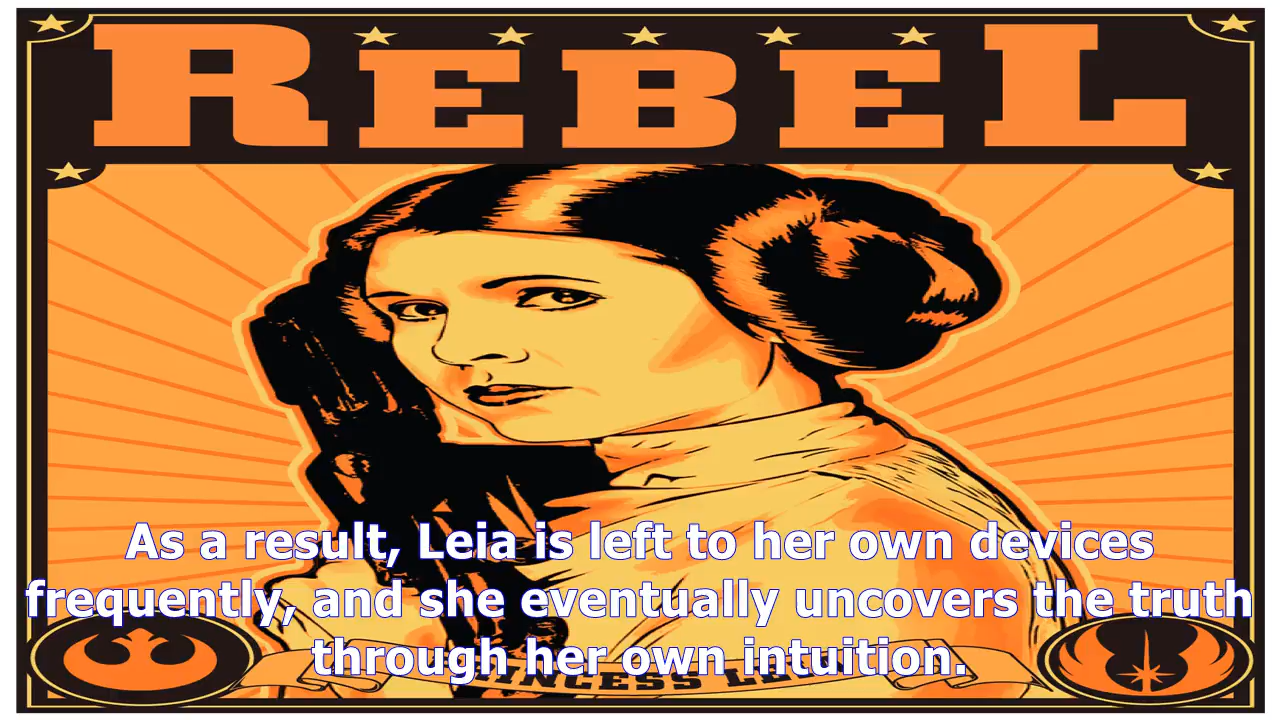 REBEL
As a result, Leia is left to her own devices
frequently, and she eventually uncovers the truth
through her own intuition.